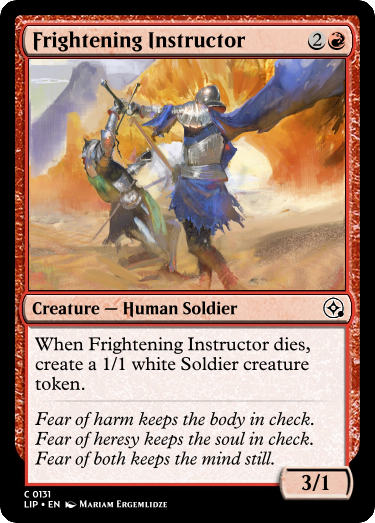 Frightening Instructor 2
Creature — Human Soldier
When Frightening Instructor dies,
create a 1/1 white Soldier creature
token.
Fear of harm keeps the body in check.
Fear of heresy keeps the soul in check.
Fear of both keeps the mind still.
3/1
C 0131
LIP • EN Mariam Ergemlidze